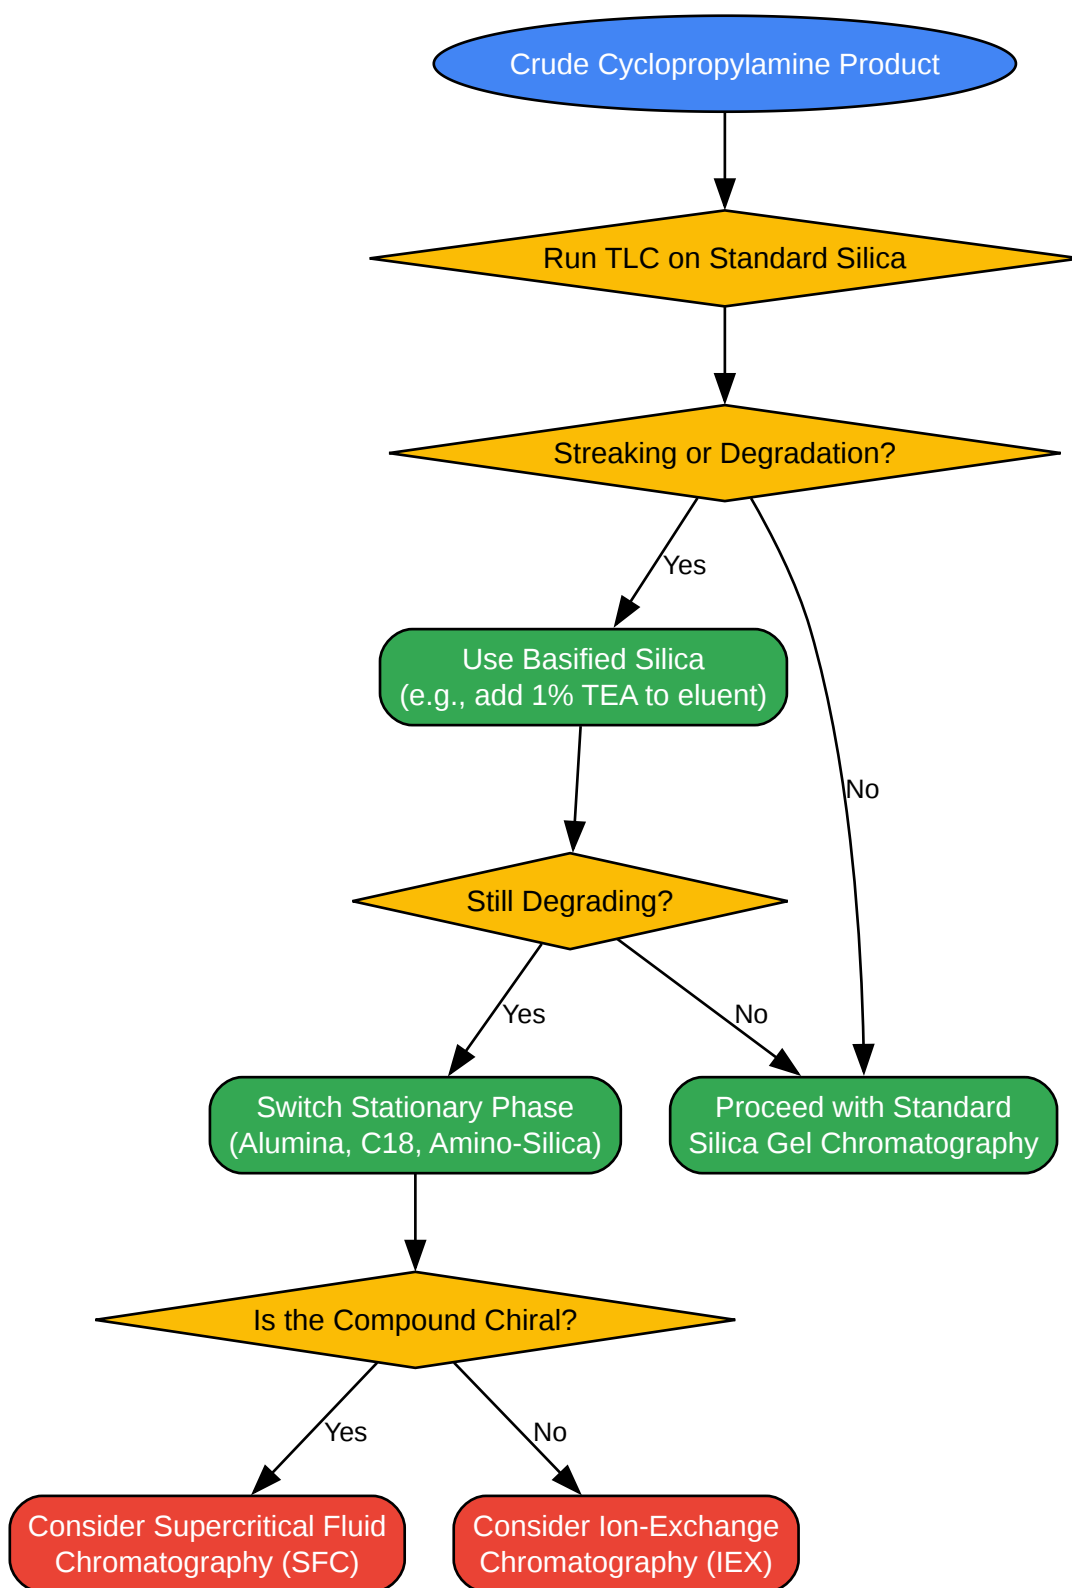 Crude Cyclopropylamine Product
Run TLC on Standard Silica
Streaking or Degradation?
Yes
Use Basified Silica
(e.g., add 1% TEA to eluent)
No
Still Degrading?
Yes
No
Switch Stationary Phase
(Alumina, C18, Amino-Silica)
Proceed with Standard
Silica Gel Chromatography
Is the Compound Chiral?
Yes
No
Consider Supercritical Fluid
Chromatography (SFC)
Consider Ion-Exchange
Chromatography (IEX)